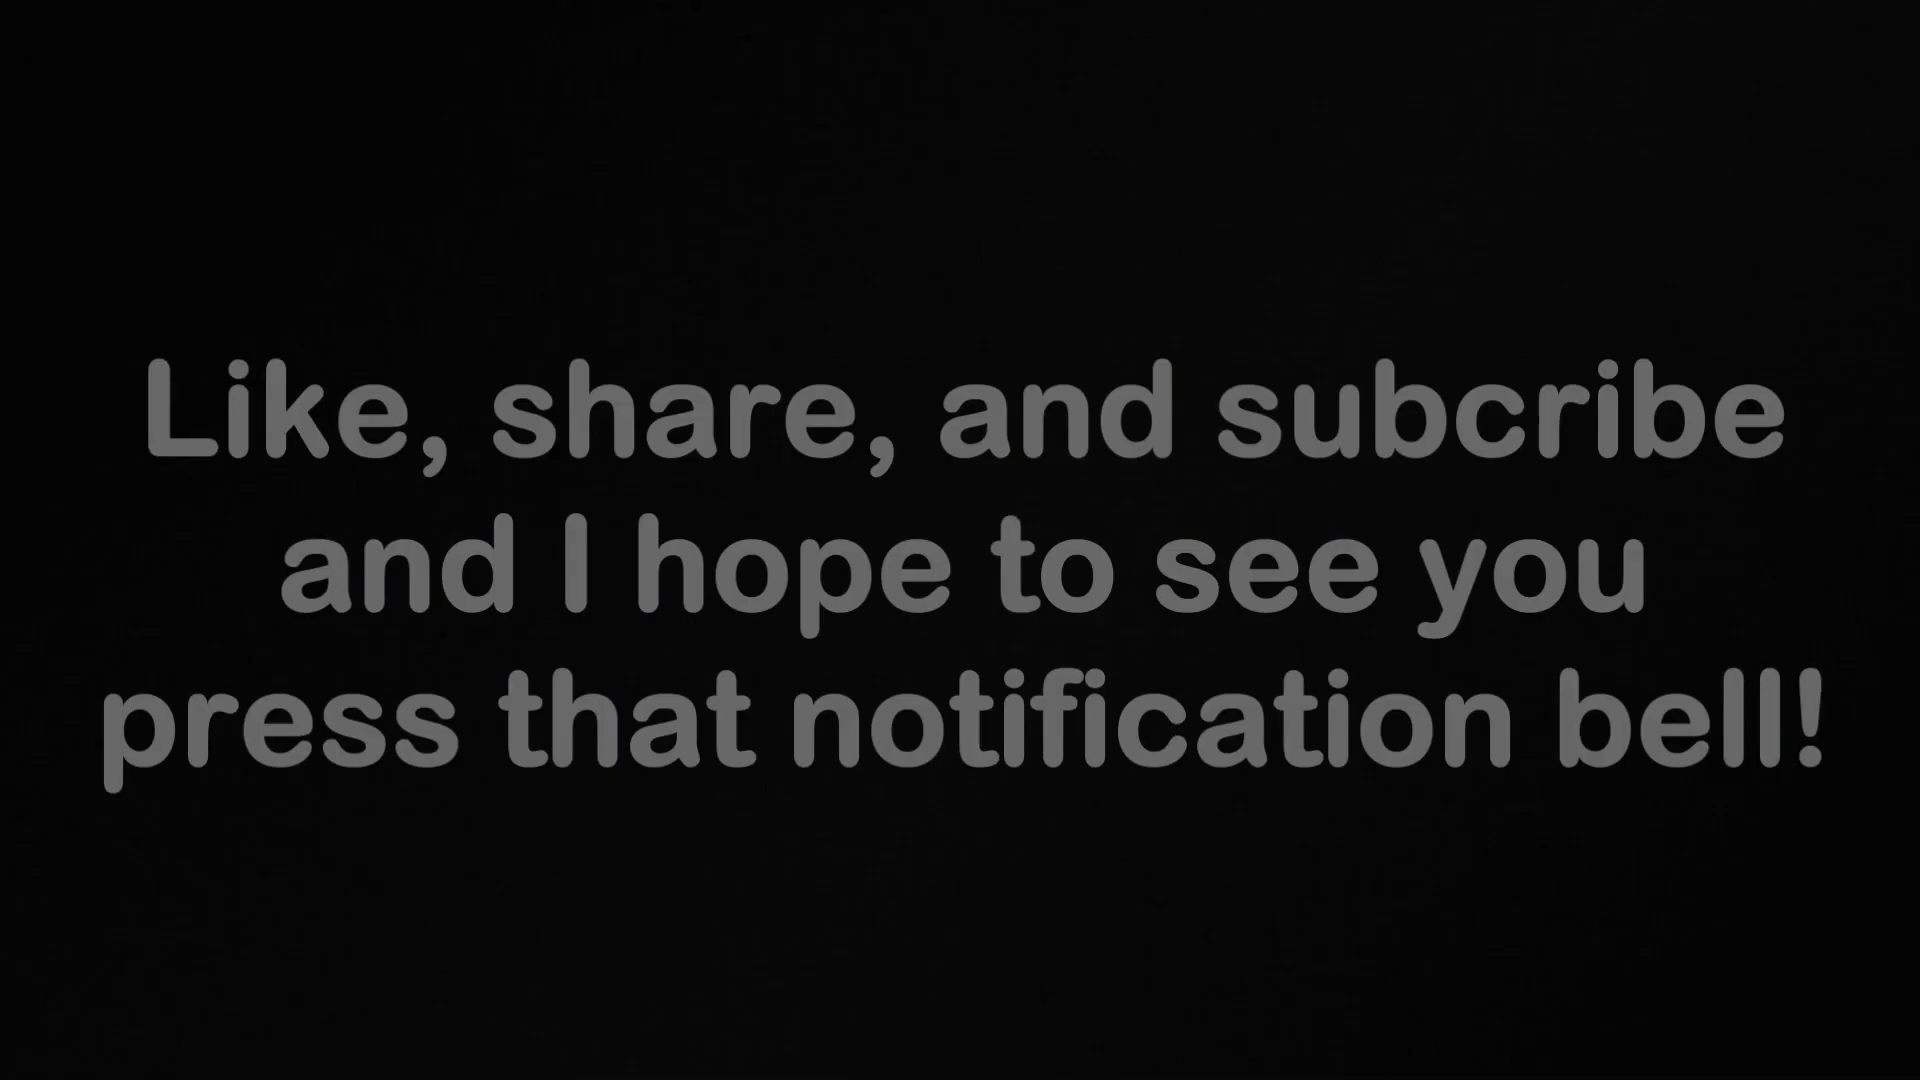 Like, share, and subcribe
and I hope to see you
press that notification bell!